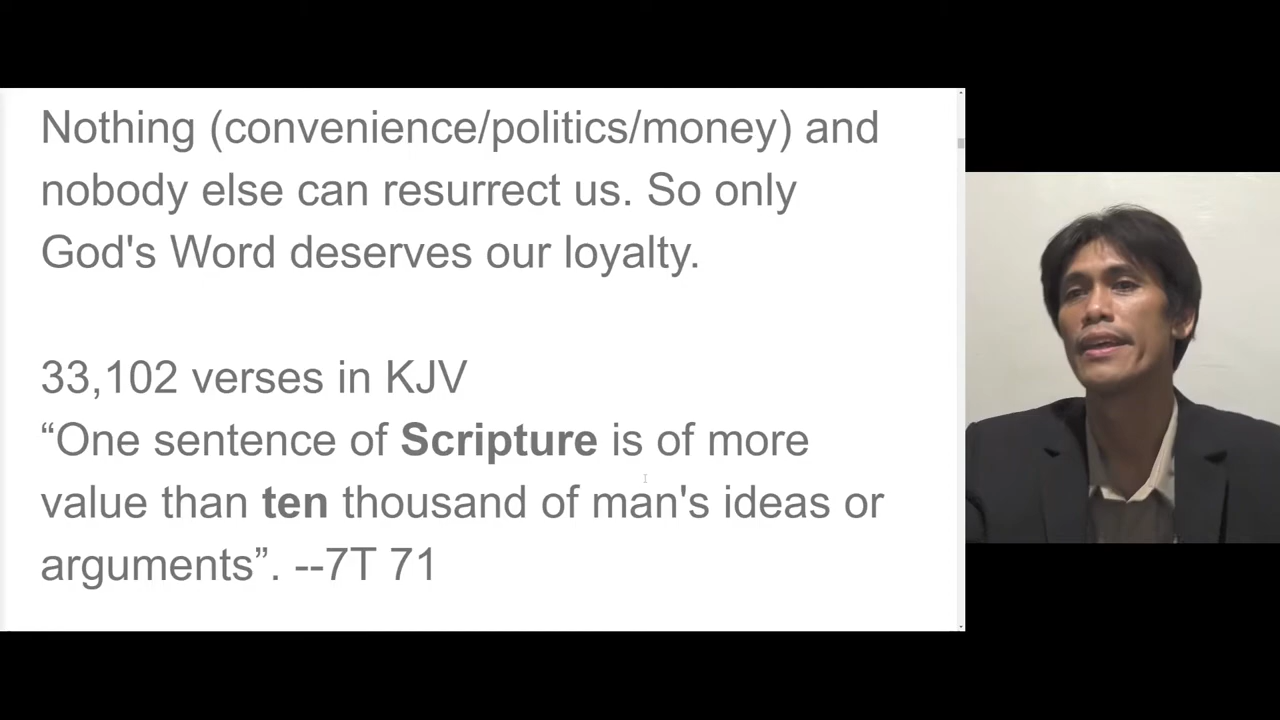 Nothing (convenience/politics/money) and
nobody else can resurrect us. So only
God's Word deserves our loyalty.
33,102 verses in KJV
“One sentence of Scripture is of more
value than ten thousand of man's ideas or
arguments”. --7T 71